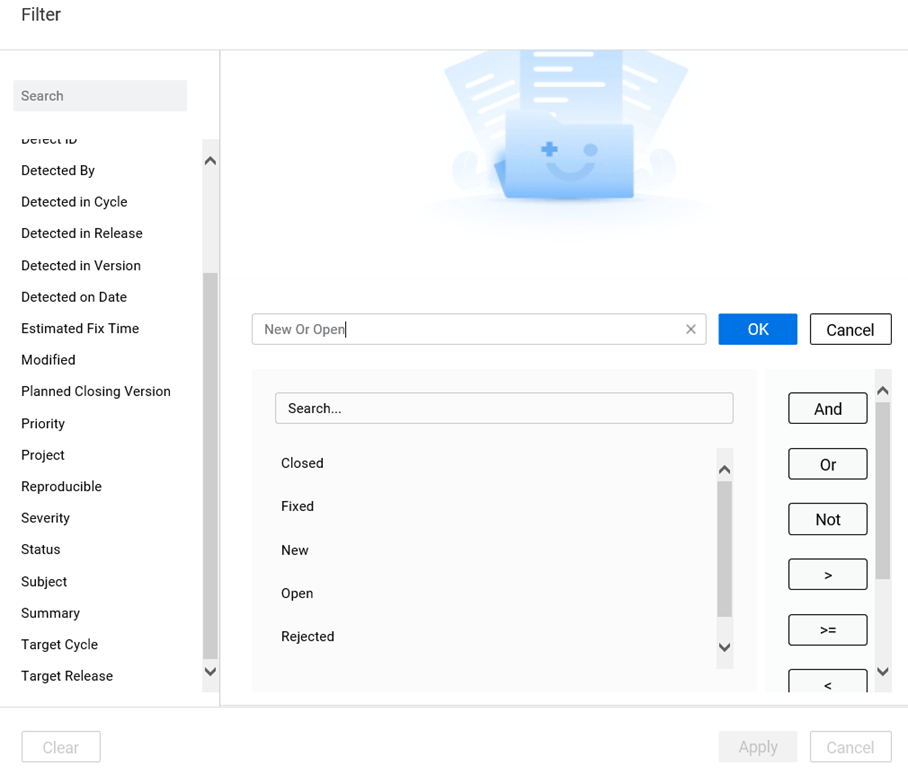 Filter
Search
Defect ID
Detected By
Detected in Cycle
Detected in Release
Detected in Version
Detected on Date
Estimated Fix Time
Modified
Planned Closing Version
Priority
Project
Reproducible
Severity
Status
Subject
Summary
Target Cycle
Target Release
New Or Open
OK
Cancel
Search...
Closed
Fixed
New
Open
Rejected
And
Or
Not
>
>=
<
Clear
Apply
Cancel